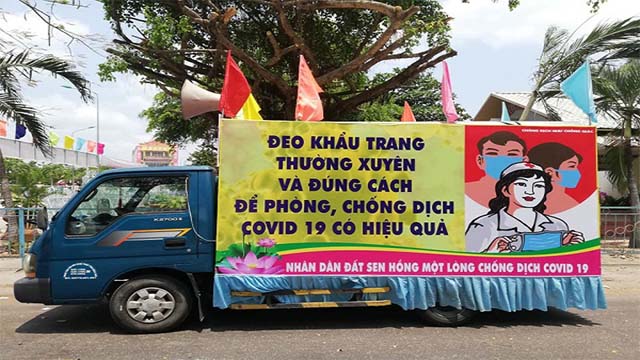 ĐEO KHẨU TRANG
THƯỜNG XUYÊN
VÀ ĐÚNG CÁCH
ĐỂ PHÒNG, CHỐNG DỊCH
COVID 19 CÓ HIỆU QUẢ
NHÂN DÂN ĐẤT SEN HỒNG MỘT LÒNG CHỐNG DỊCH COVID 19
K2700 II